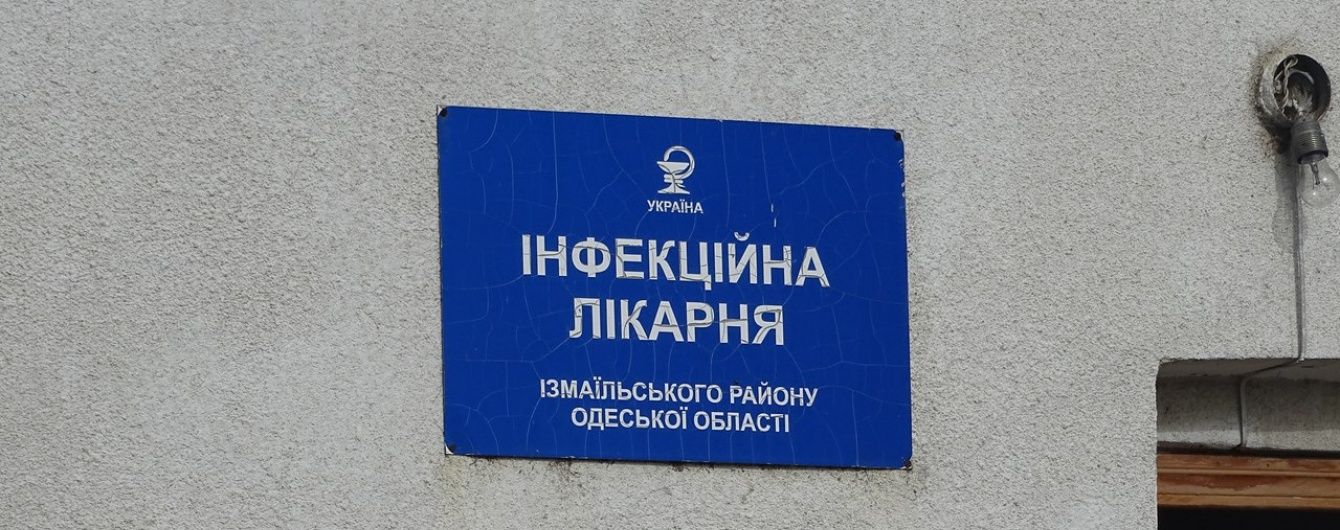 УКРАЇНА
ІНФЕКЦІЙНА
ЛІКАРНЯ
ІЗМАЇЛЬСЬКОГО РАЙОНУ
ОДЕСЬКОЇ ОБЛАСТІ